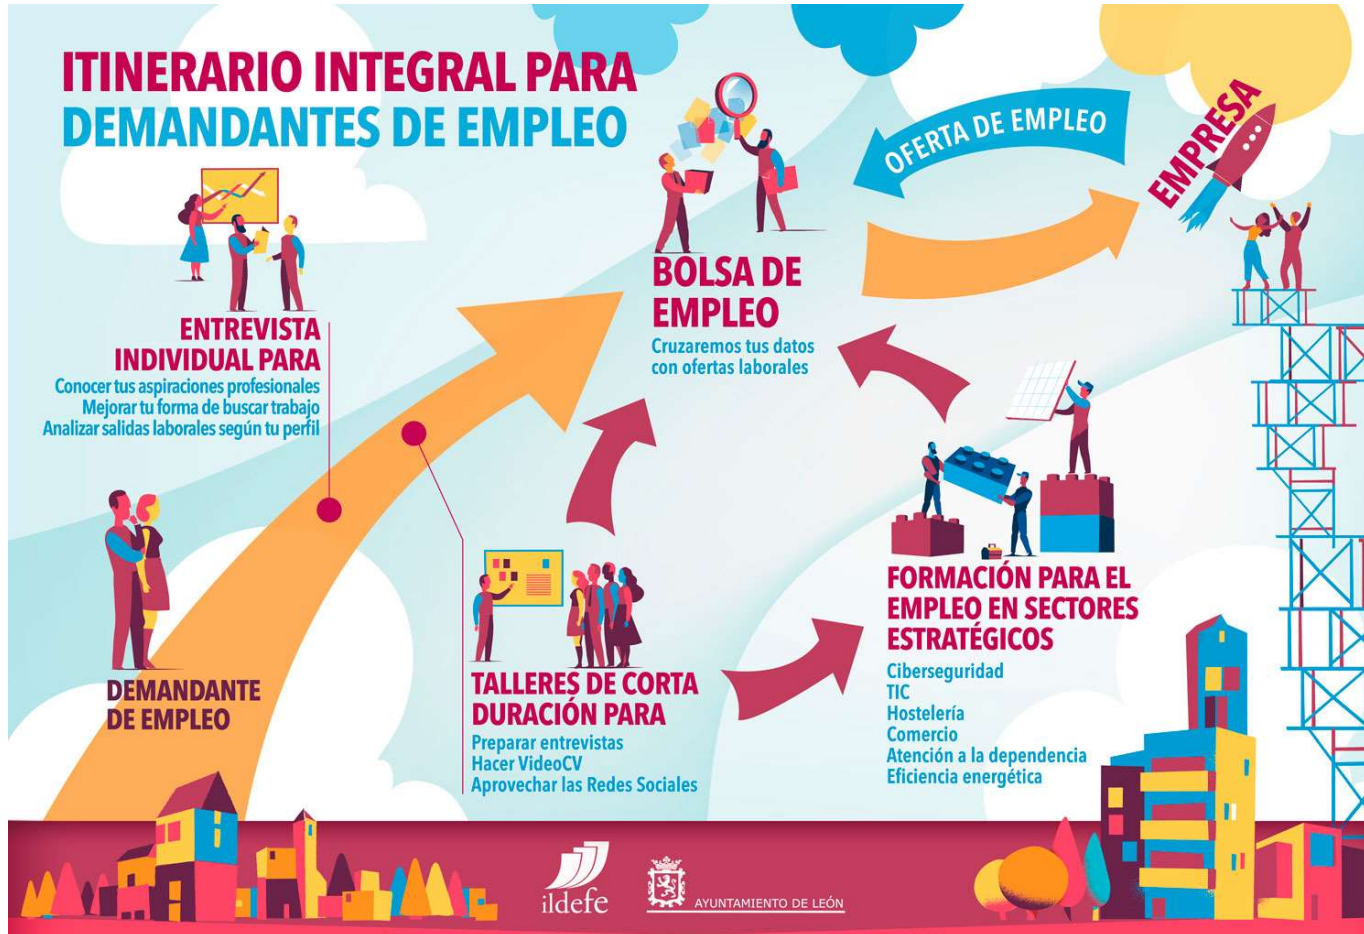 ITINERARIO INTEGRAL PARA
DEMANDANTES DE EMPLEO
OFERTA DE EMPLEO
EMPRESA
BOLSA DE
EMPLEO
Cruzaremos tus datos
con ofertas laborales
ENTREVISTA
INDIVIDUAL PARA
Conocer tus aspiraciones profesionales
Mejorar tu forma de buscar trabajo
Analizar salidas laborales según tu perfil
DEMANDANTE
DE EMPLEO
TALLERES DE CORTA
DURACIÓN PARA
Preparar entrevistas
Hacer VideoCV
Aprovechar las Redes Sociales
FORMACIÓN PARA EL
EMPLEO EN SECTORES
ESTRATÉGICOS
Ciberseguridad
TIC
Hostelería
Comercio
Atención a la dependencia
Eficiencia energética
ildefe
AYUNTAMIENTO DE LEÓN